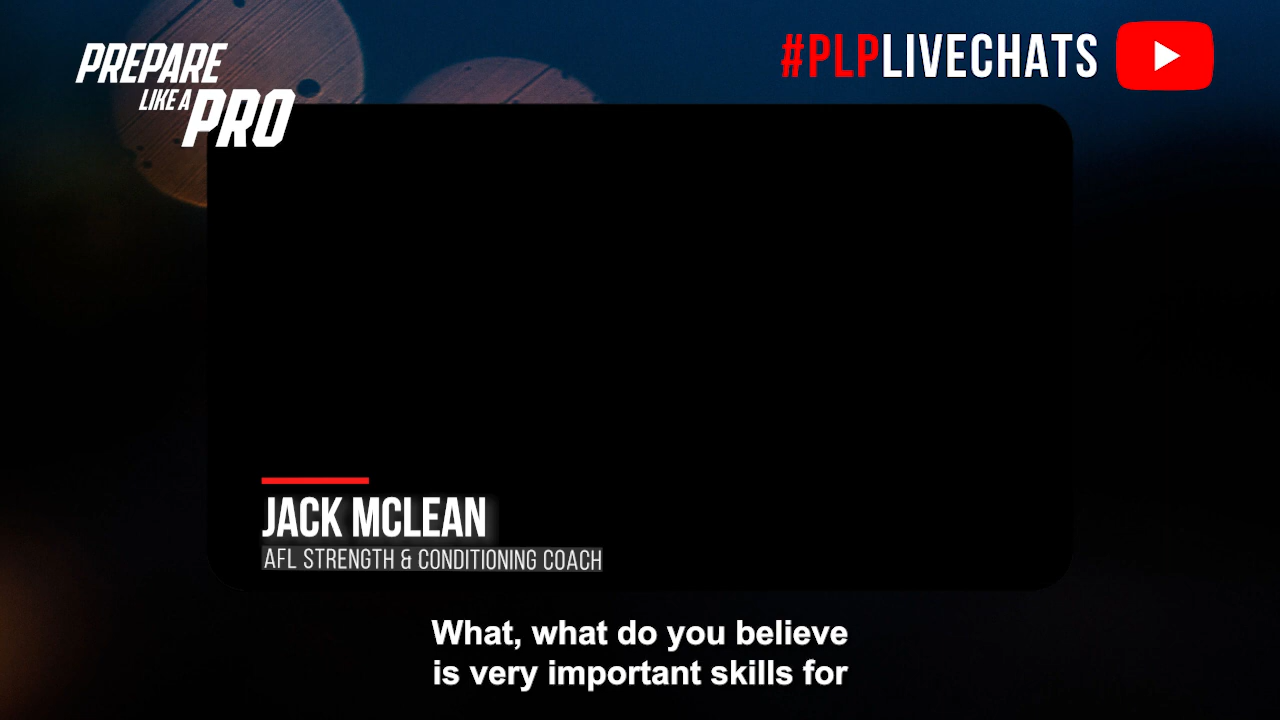 PREPARE
LIKE A
PRO
#PLPLIVECHATS
JACK MCLEAN
AFL STRENGTH & CONDITIONING COACH
What, what do you believe
is very important skills for